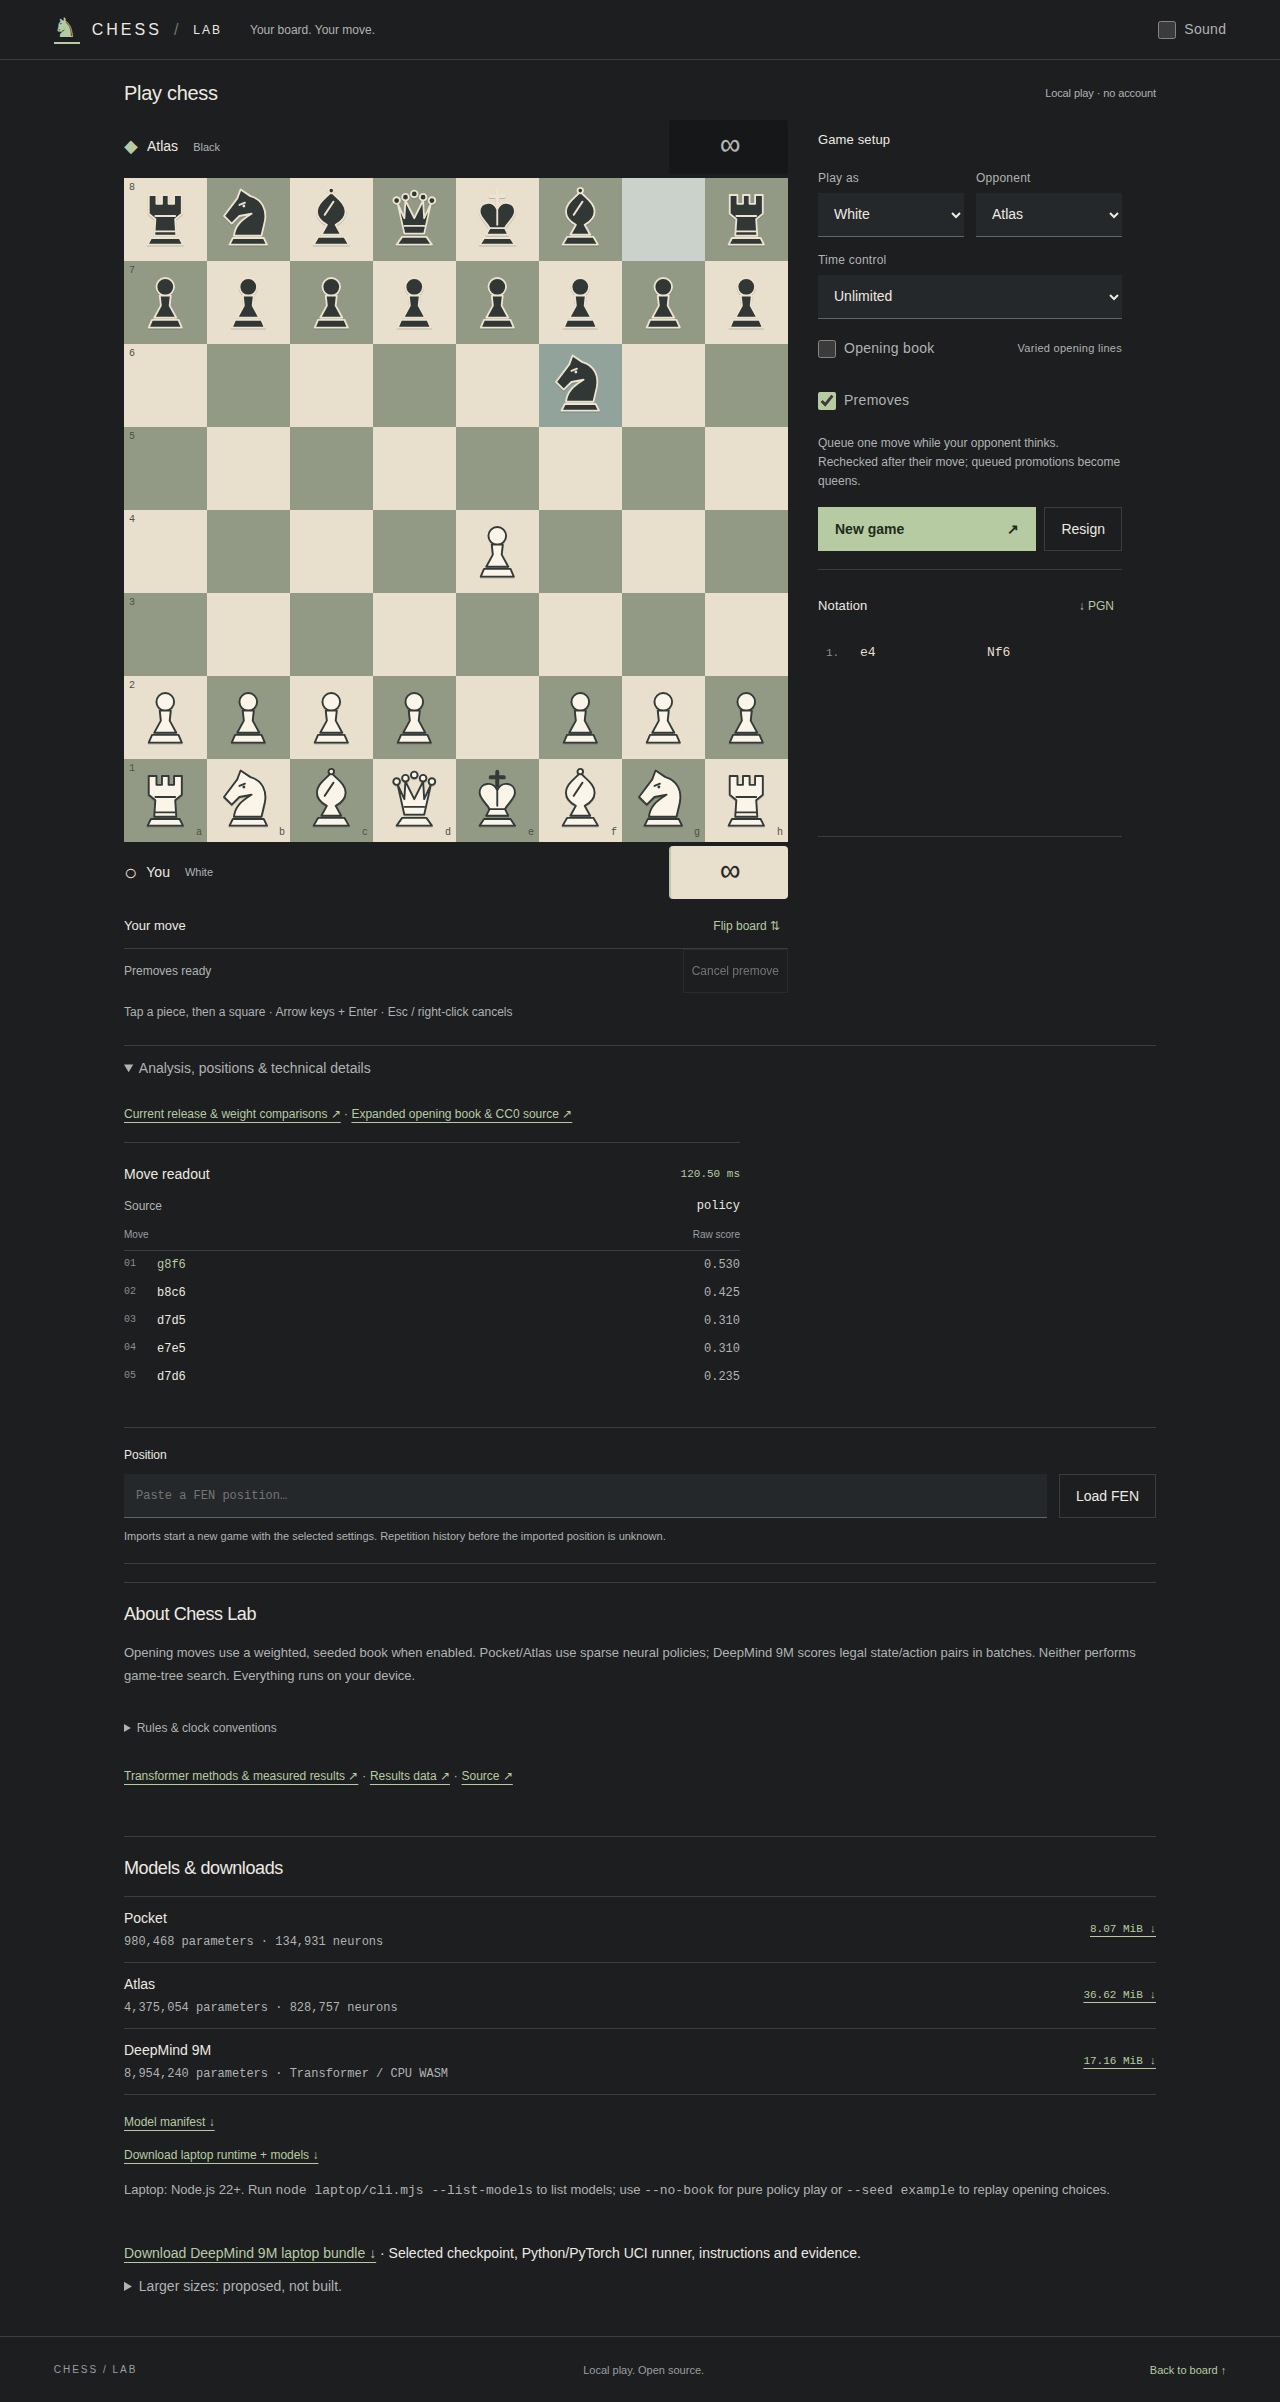 ♞ CHESS / LAB Your board. Your move. Sound
Play chess Local play · no account
◆ Atlas Black ∞
Game setup
Play as Opponent
White Atlas
Time control
Unlimited
Opening book Varied opening lines
Premoves
Queue one move while your opponent thinks.
Rechecked after their move; queued promotions become
queens.
New game ↗ Resign
Notation ↓ PGN
1. e4 Nf6
8
7
6
5
4
3
2
1
a b c d e f g h
○ You White ∞
Your move Flip board ⇅
Premoves ready Cancel premove
Tap a piece, then a square · Arrow keys + Enter · Esc / right-click cancels
▼ Analysis, positions & technical details
Current release & weight comparisons ↗ · Expanded opening book & CC0 source ↗
Move readout 120.50 ms
Source policy
Move Raw score
01 g8f6 0.530
02 b8c6 0.425
03 d7d5 0.310
04 e7e5 0.310
05 d7d6 0.235
Position
Paste a FEN position… Load FEN
Imports start a new game with the selected settings. Repetition history before the imported position is unknown.
About Chess Lab
Opening moves use a weighted, seeded book when enabled. Pocket/Atlas use sparse neural policies; DeepMind 9M scores legal state/action pairs in batches. Neither performs
game-tree search. Everything runs on your device.
▶ Rules & clock conventions
Transformer methods & measured results ↗ · Results data ↗ · Source ↗
Models & downloads
Pocket
980,468 parameters · 134,931 neurons 8.07 MiB ↓
Atlas
4,375,054 parameters · 828,757 neurons 36.62 MiB ↓
DeepMind 9M
8,954,240 parameters · Transformer / CPU WASM 17.16 MiB ↓
Model manifest ↓
Download laptop runtime + models ↓
Laptop: Node.js 22+. Run node laptop/cli.mjs --list-models to list models; use --no-book for pure policy play or --seed example to replay opening choices.
Download DeepMind 9M laptop bundle ↓ · Selected checkpoint, Python/PyTorch UCI runner, instructions and evidence.
▶ Larger sizes: proposed, not built.
CHESS / LAB Local play. Open source. Back to board ↑